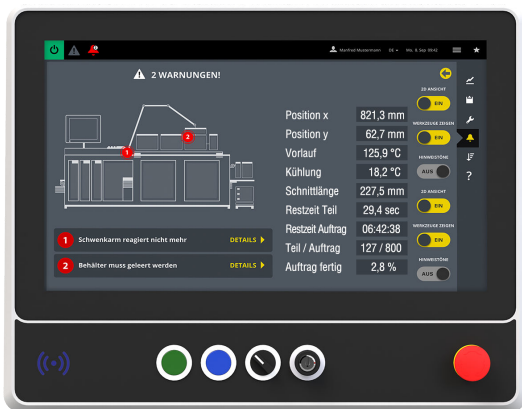 Manfred Mustermann DE Mo, 8. Sep 09:42
2 WARNUNGEN!
2D ANSICHT
EIN
Position x 821,3 mm
WERKZEUGE ZEIGEN
Position y 62,7 mm
EIN
Vorlauf 125,9 °C
HINWEISTÖNE
Kühlung 18,2 °C
AUS
Schnittlänge 227,5 mm
2D ANSICHT
EIN
Restzeit Teil 29,4 sec
WERKZEUGE ZEIGEN
Restzeit Auftrag 06:42:38
EIN
Teil / Auftrag 127 / 800
HINWEISTÖNE
Auftrag fertig 2,8 %
AUS
1
2
1 Schwenkarm reagiert nicht mehr DETAILS
2 Behälter muss geleert werden DETAILS
?